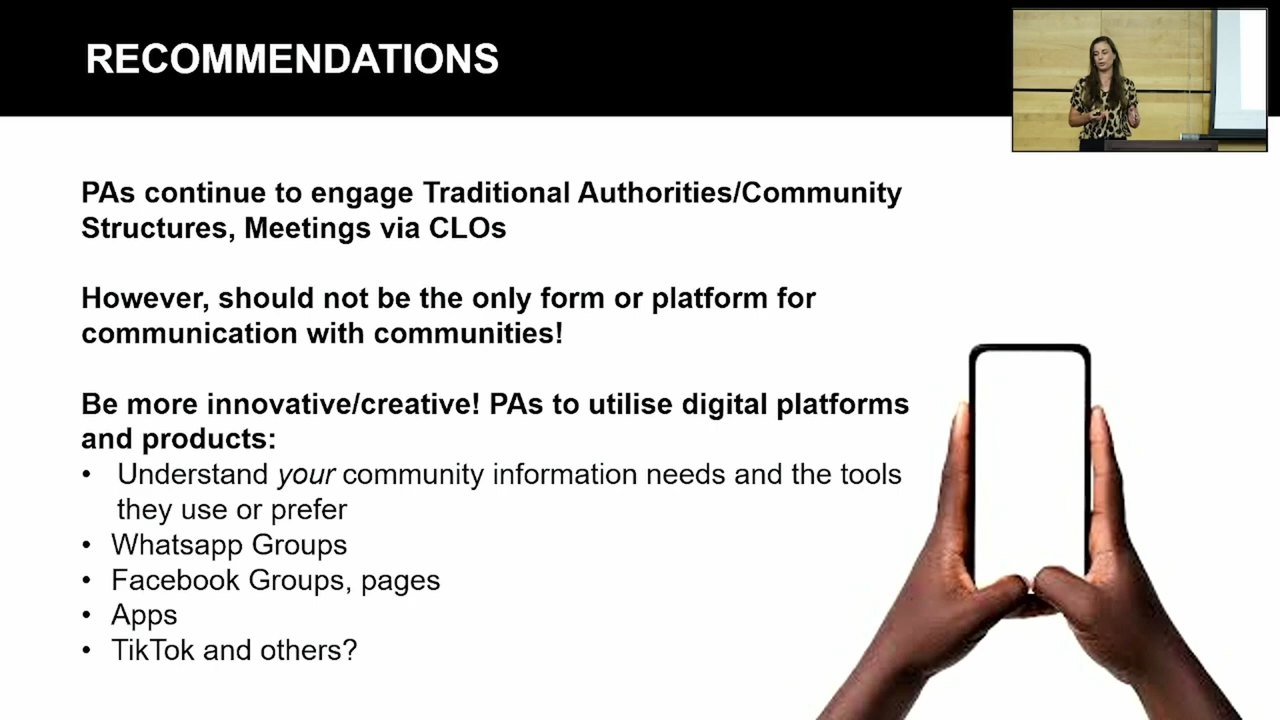 RECOMMENDATIONS
PAs continue to engage Traditional Authorities/Community
Structures, Meetings via CLOs
However, should not be the only form or platform for
communication with communities!
Be more innovative/creative! PAs to utilise digital platforms
and products:
• Understand your community information needs and the tools
they use or prefer
• Whatsapp Groups
• Facebook Groups, pages
• Apps
• TikTok and others?